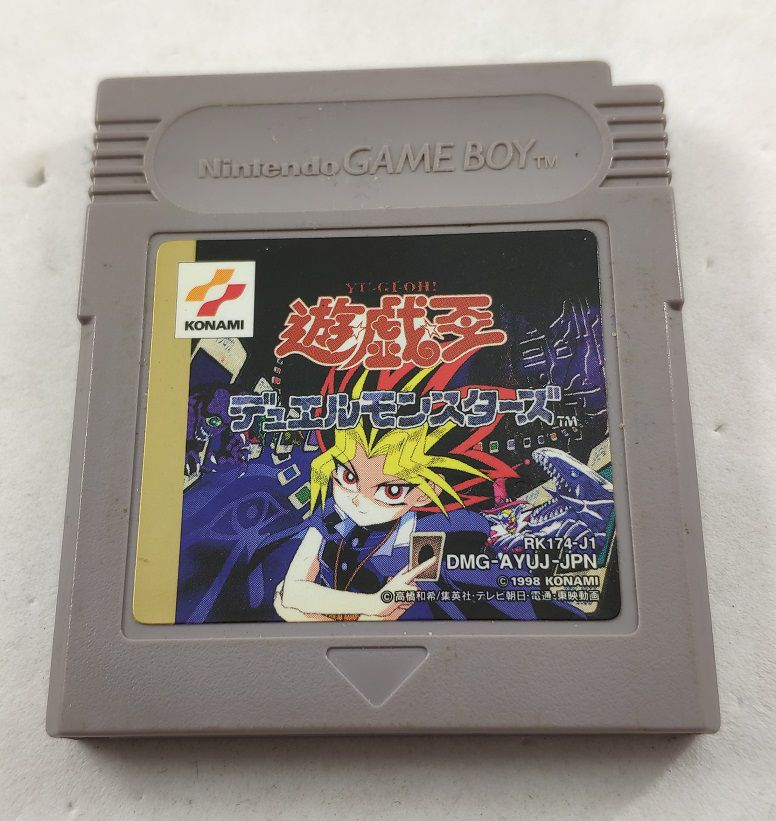 Nintendo GAME BOY TM
KONAMI
YU-GI-OH!
遊☆戯☆王
デュエルモンスターズ TM
RK174-J1
DMG-AYUJ-JPN
© 1998 KONAMI
©高橋和希/集英社・テレビ朝日・電通・東映動画